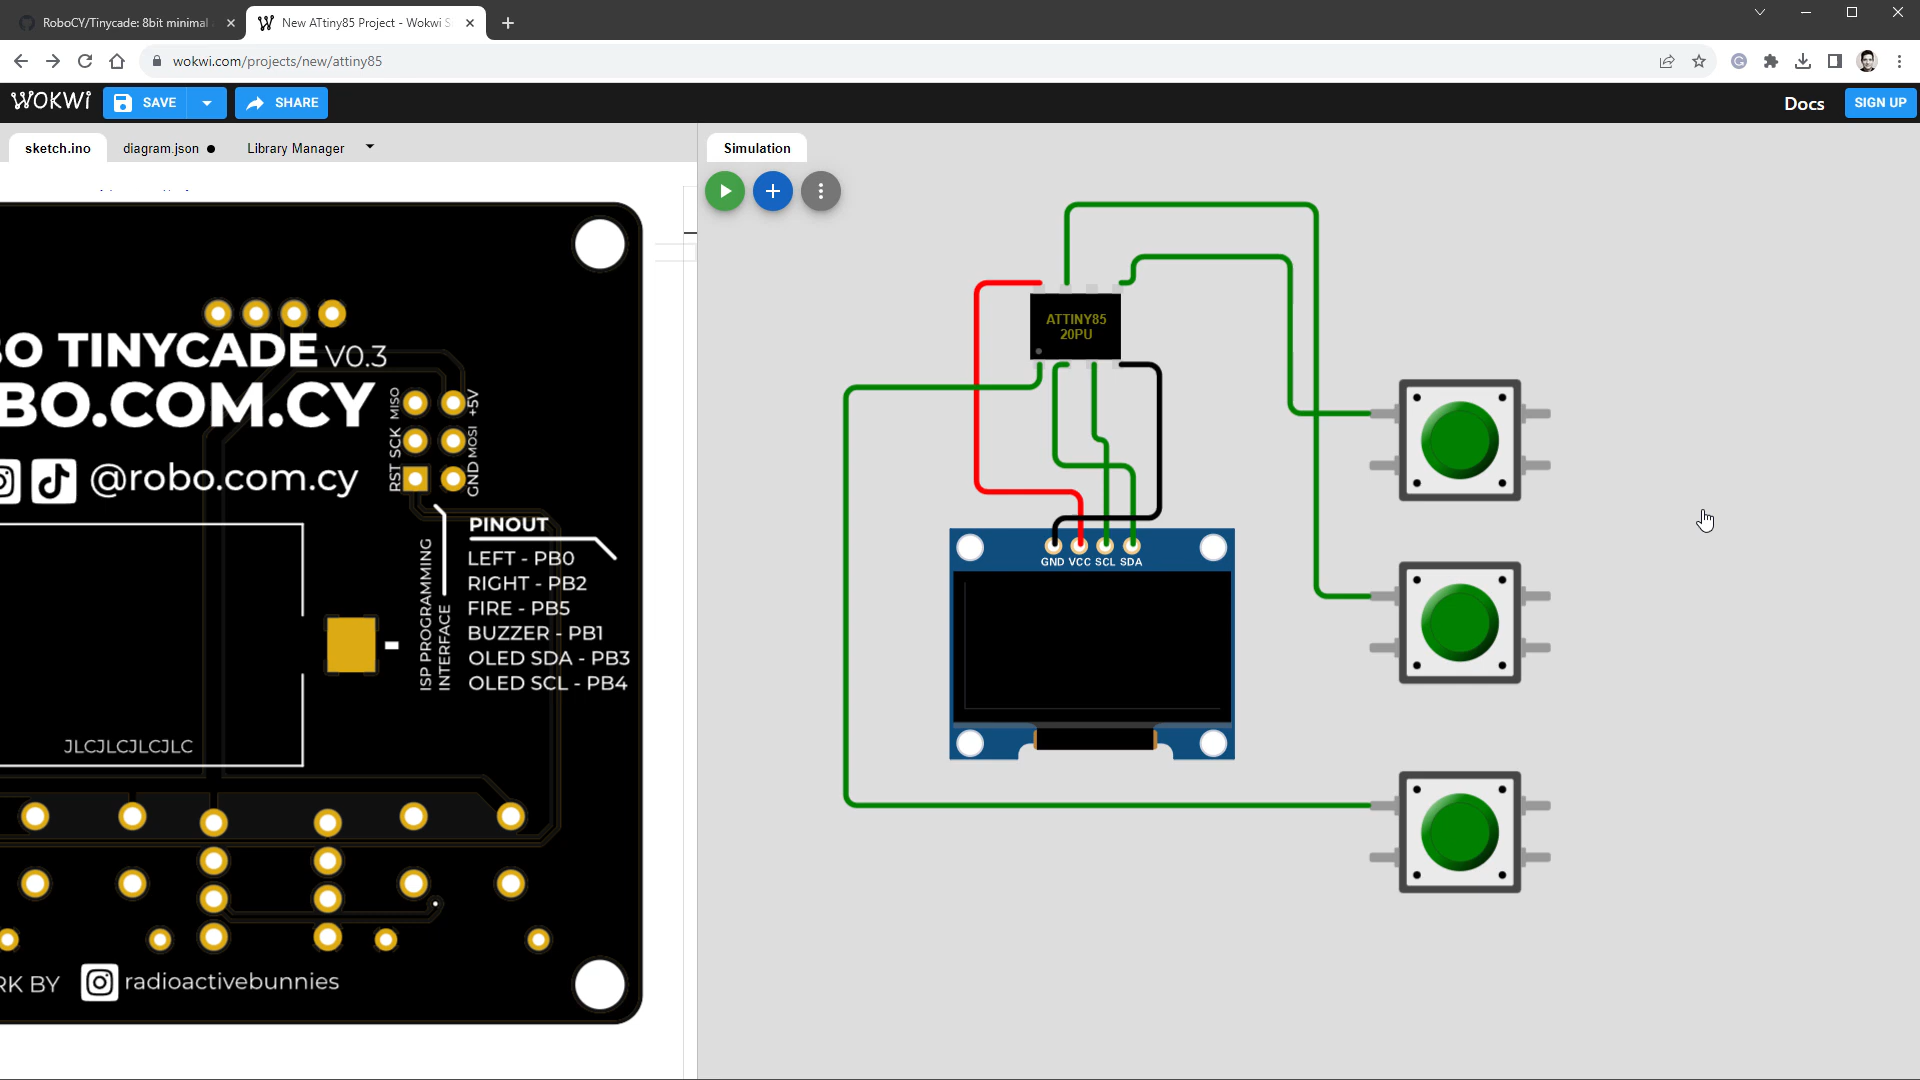 RoboCY/Tinycade: 8bit minimal
New ATtiny85 Project - Wokwi S
wokwi.com/projects/new/attiny85
WOKWI
SAVE
SHARE
Docs
SIGN UP
sketch.ino
diagram.json
Library Manager
Simulation
O TINYCADE V0.3
BO.COM.CY
@robo.com.cy
MISO
SCK
RST
+5V
MOSI
GND
PINOUT
LEFT - PB0
RIGHT - PB2
FIRE - PB5
BUZZER - PB1
OLED SDA - PB3
OLED SCL - PB4
ISP PROGRAMMING
INTERFACE
JLCJLCJLCJLC
RK BY
radioactivebunnies
ATTINY85
20PU
GND VCC SCL SDA